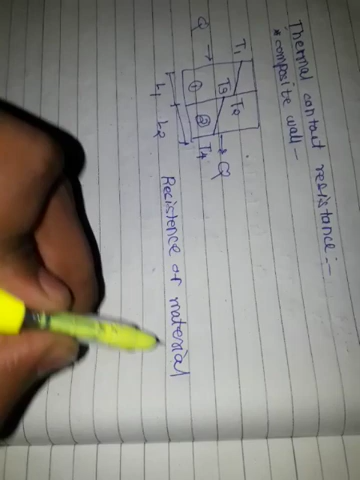 Thermal contact resistance:-
* composite wall -
T1
T3 T2
Q → ① ② → Q
T4
L1 L2
Resistence of material